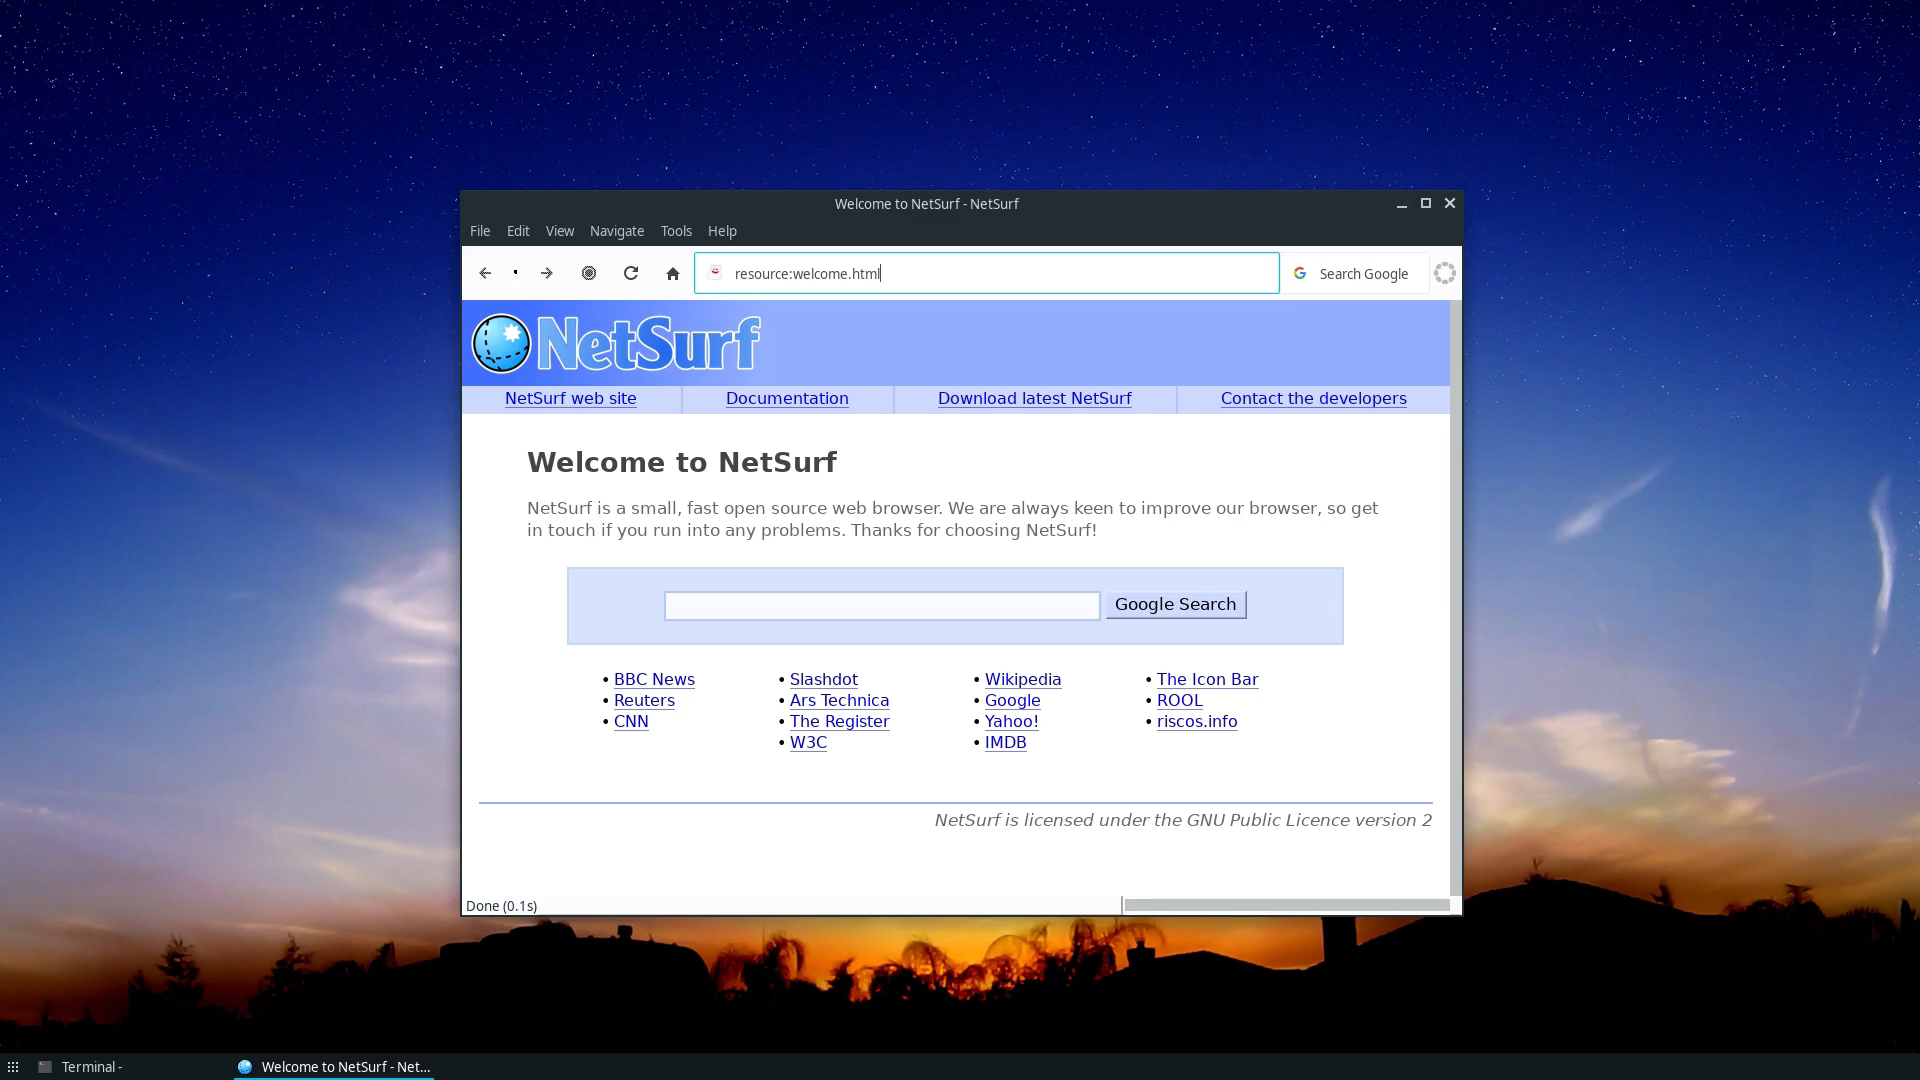 Welcome to NetSurf - NetSurf
File Edit View Navigate Tools Help
resource:welcome.html
Search Google
NetSurf
NetSurf web site Documentation Download latest NetSurf Contact the developers
Welcome to NetSurf
NetSurf is a small, fast open source web browser. We are always keen to improve our browser, so get
in touch if you run into any problems. Thanks for choosing NetSurf!
Google Search
• BBC News • Slashdot • Wikipedia • The Icon Bar
• Reuters • Ars Technica • Google • ROOL
• CNN • The Register • Yahoo! • riscos.info
• W3C • IMDB
NetSurf is licensed under the GNU Public Licence version 2
Done (0.1s)
Terminal - Welcome to NetSurf - Net...